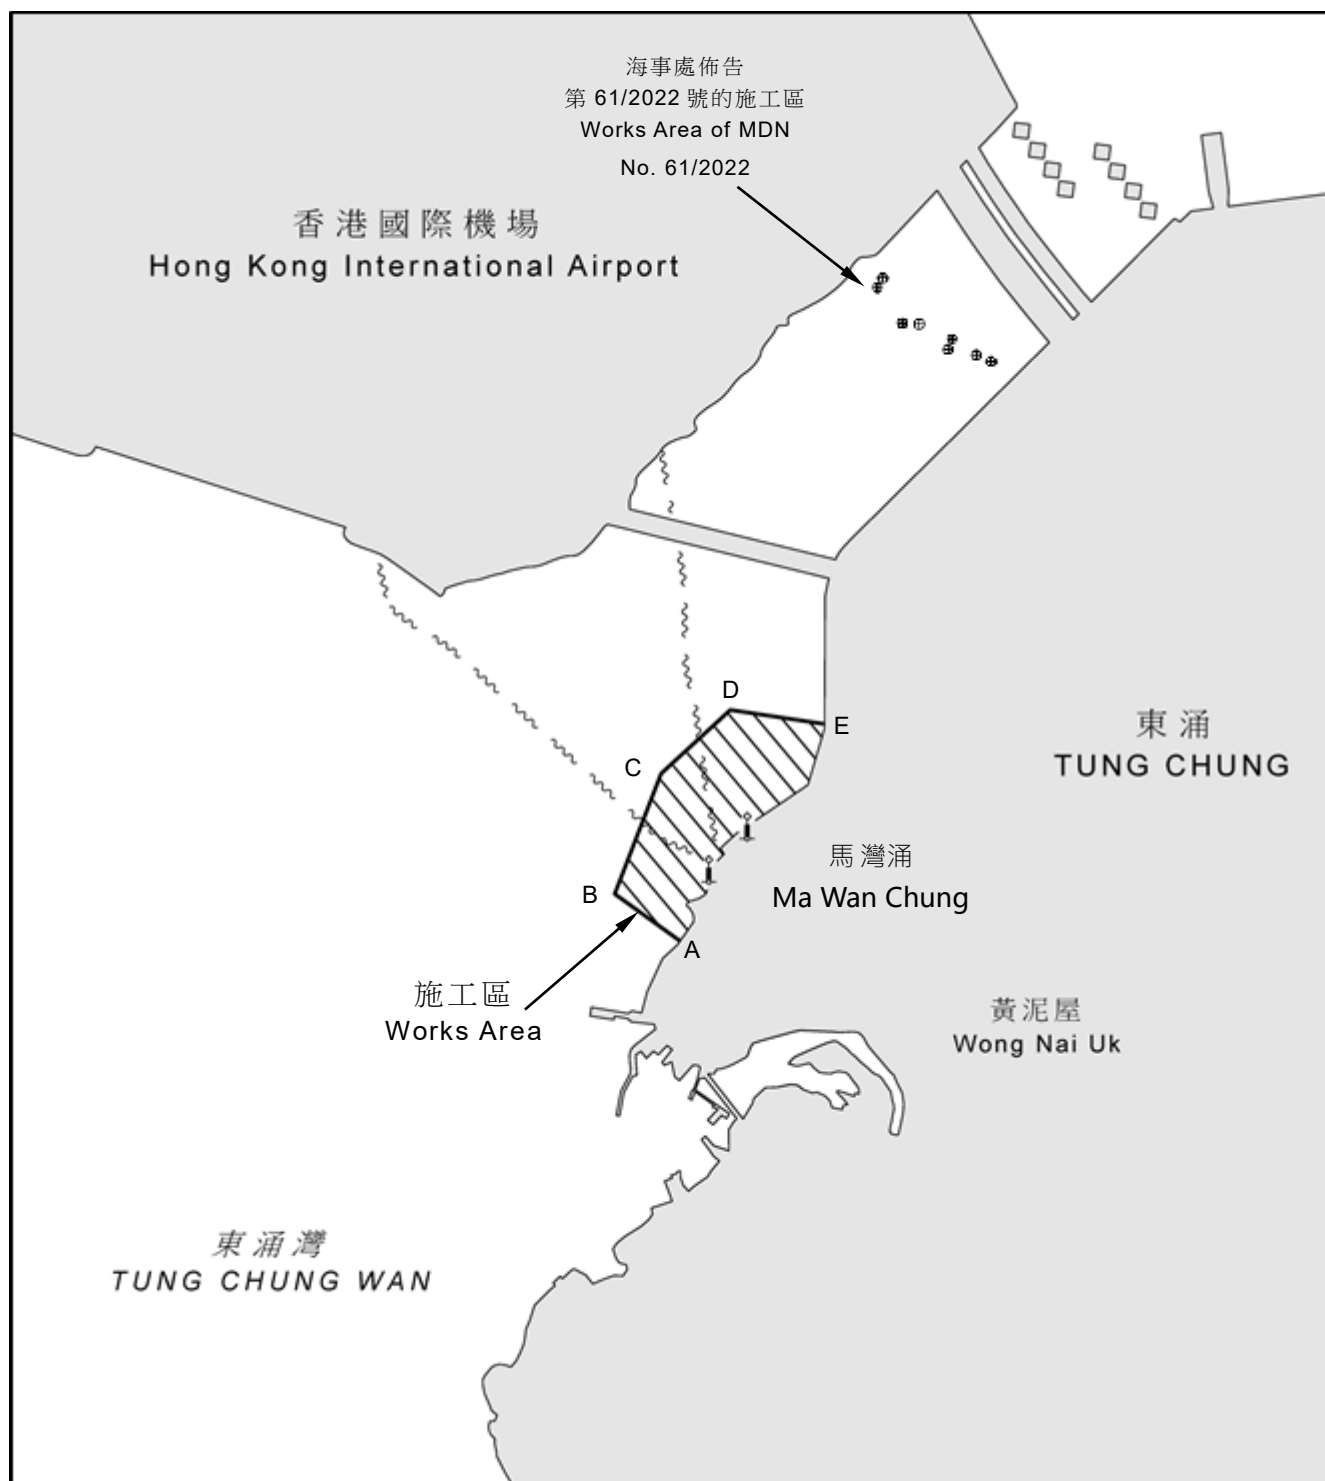 海事處佈告
第 61/2022 號的施工區
Works Area of MDN
No. 61/2022
香港國際機場
Hong Kong International Airport
D
E
東涌
TUNG CHUNG
C
馬灣涌
Ma Wan Chung
B
A
施工區
Works Area
黃泥屋
Wong Nai Uk
東涌灣
TUNG CHUNG WAN